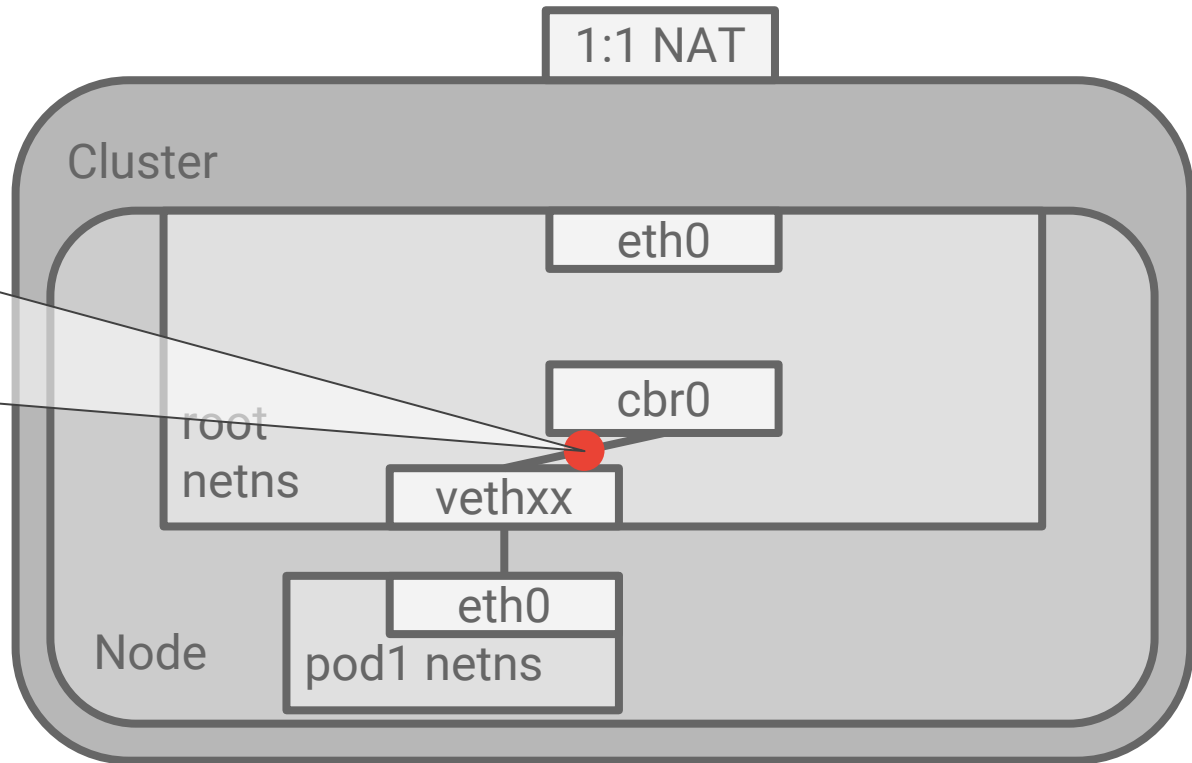 1:1 NAT
Cluster
eth0
cbr0
root
netns
vethxx
eth0
Node
pod1 netns